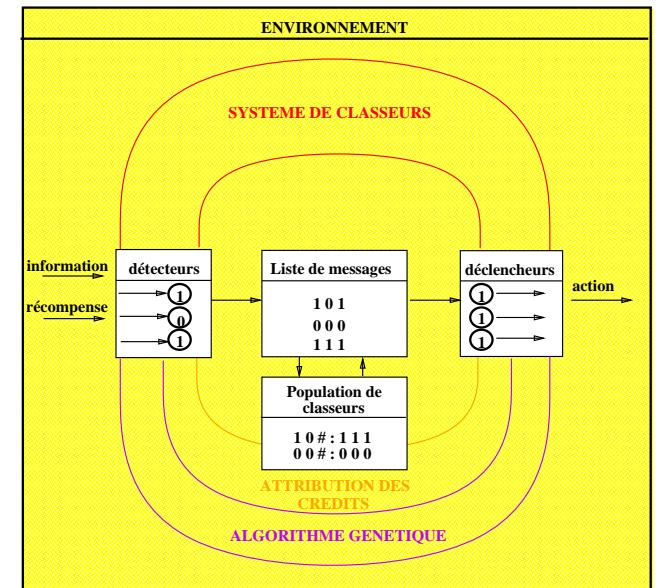 ENVIRONNEMENT
SYSTEME DE CLASSEURS
information
récompense
détecteurs
1
0
1
Liste de messages
1 0 1
0 0 0
1 1 1
déclencheurs
1
1
1
action
Population de
classeurs
1 0 # : 1 1 1
0 0 # : 0 0 0
ATTRIBUTION DES
CREDITS
ALGORITHME GENETIQUE